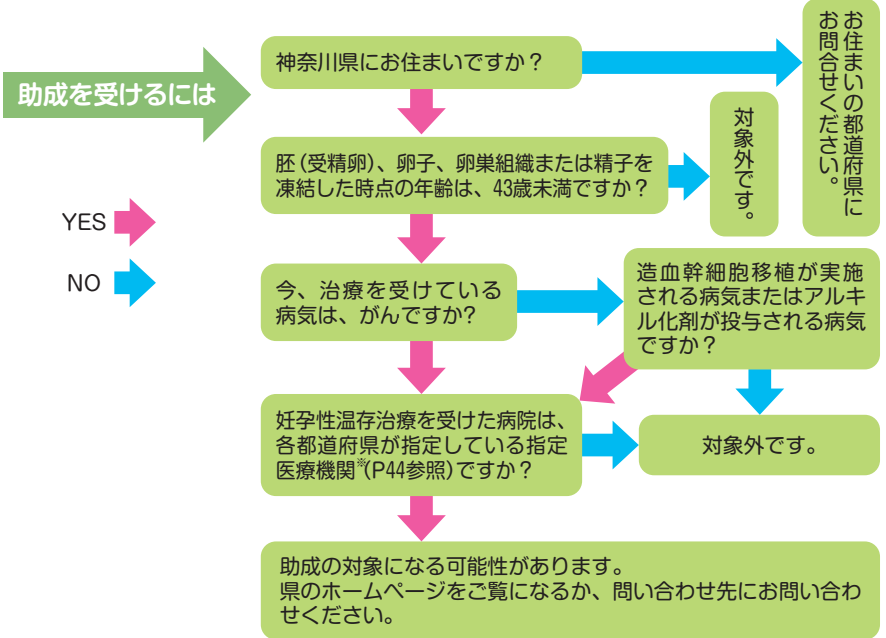 助成を受けるには
YES
NO
神奈川県にお住まいですか？
お住まいの都道府県に
お問合せください。
胚(受精卵)、卵子、卵巣組織または精子を
凍結した時点の年齢は、43歳未満ですか？
対象外です。
今、治療を受けている
病気は、がんですか?
造血幹細胞移植が実施
される病気またはアルキ
ル化剤が投与される病気
ですか？
妊孕性温存治療を受けた病院は、
各都道府県が指定している指定
医療機関※(P44参照)ですか？
対象外です。
助成の対象になる可能性があります。
県のホームページをご覧になるか、問い合わせ先にお問い合わ
せください。